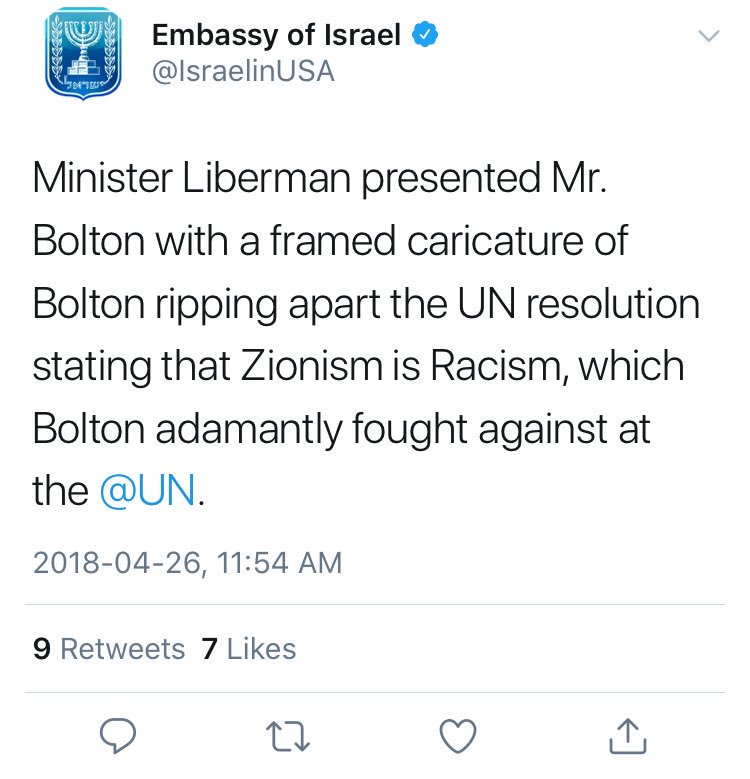 Embassy of Israel
@IsraelinUSA
Minister Liberman presented Mr.
Bolton with a framed caricature of
Bolton ripping apart the UN resolution
stating that Zionism is Racism, which
Bolton adamantly fought against at
the @UN.
2018-04-26, 11:54 AM
9 Retweets 7 Likes